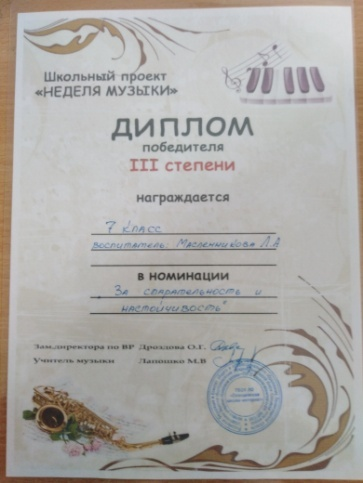 Школьный проект
«НЕДЕЛЯ МУЗЫКИ»
ДИПЛОМ
победителя
III степени
награждается
7 класс
воспитатель: Масленникова Л.А
в номинации
"За старательность и
настойчивость"
Зам.директора по ВР Дроздова О.Г.
Учитель музыки Лапошко М.В